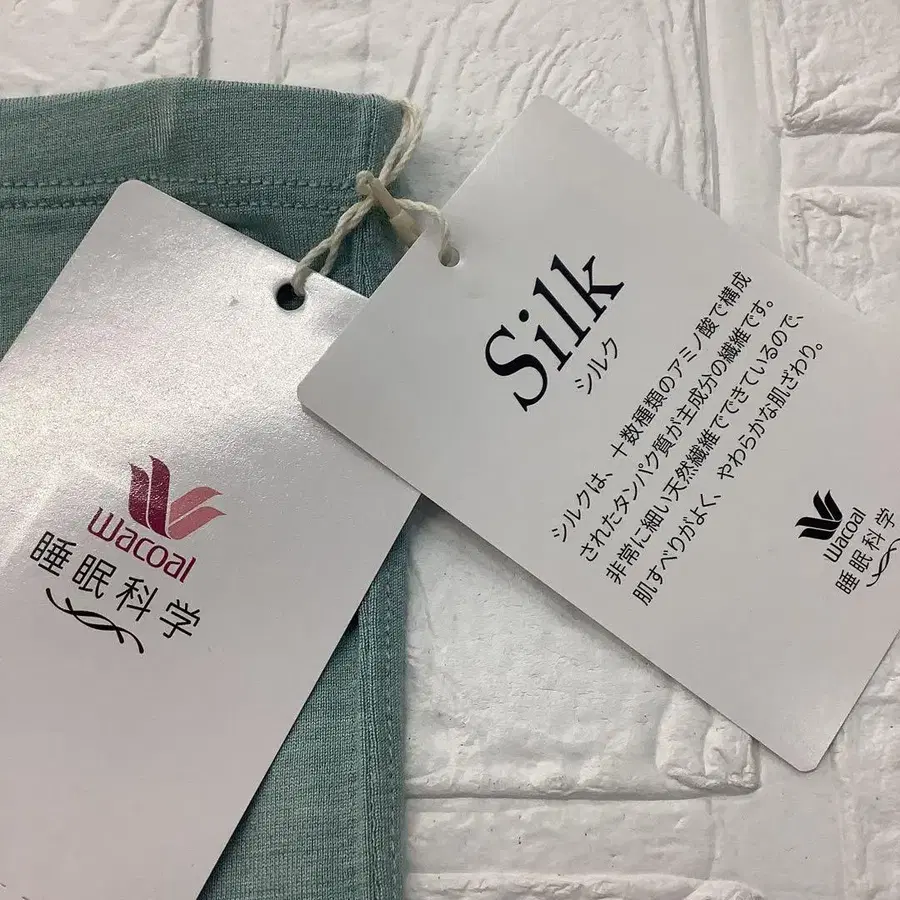 wacoal
睡眠科学
Silk
シルク
シルクは、十数種類のアミノ酸で構成
されたタンパク質が主成分の繊維です。
非常に細い天然繊維でできているので、
肌すべりがよく、やわらかな肌ざわり。
wacoal
睡眠科学